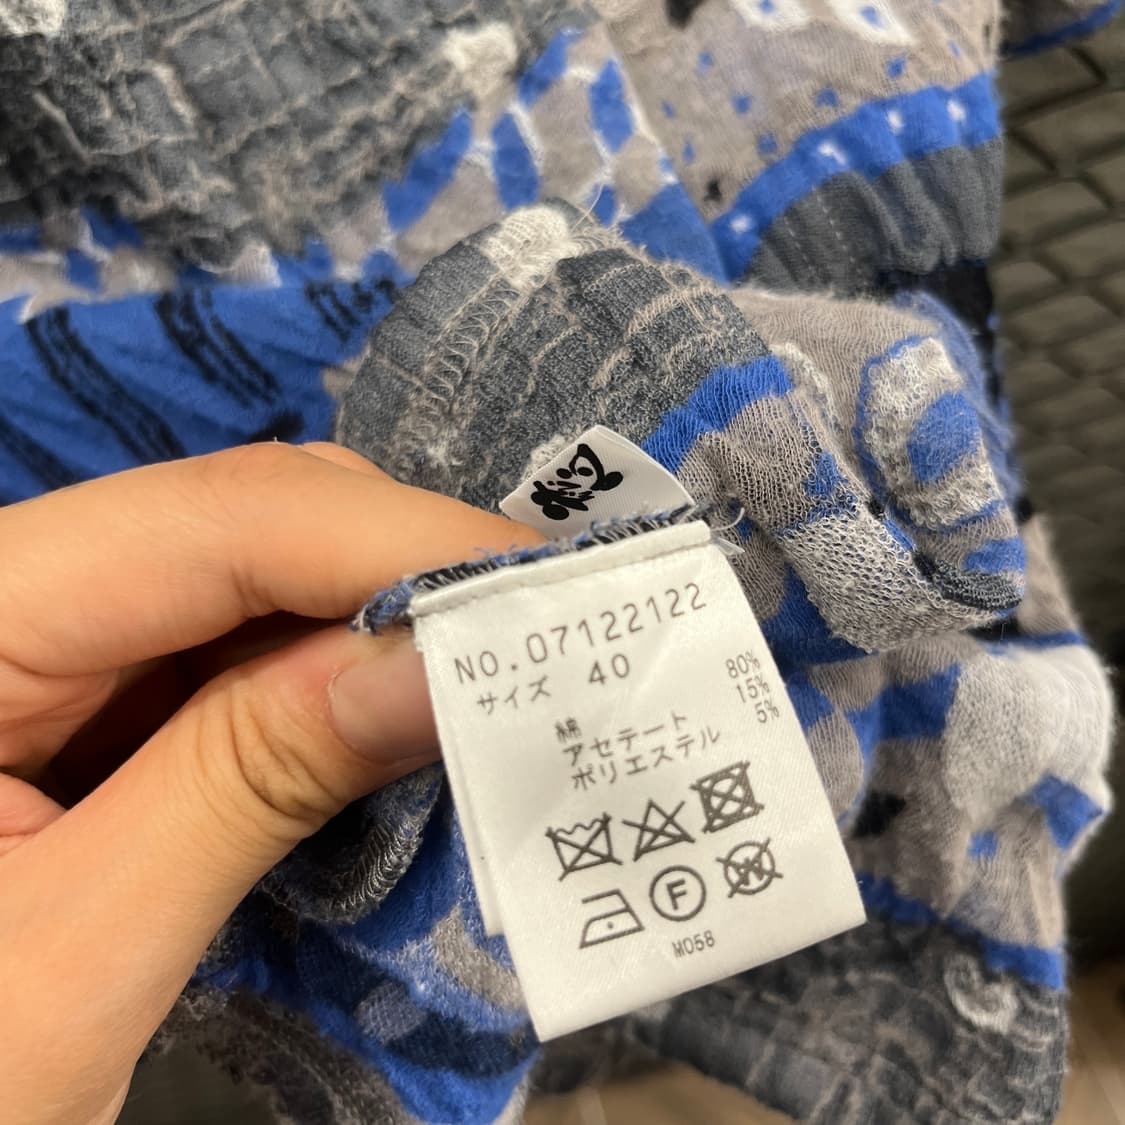 NO.07122122
サイズ 40
綿 80%
アセテート 15%
ポリエステル 5%
F
W
M058